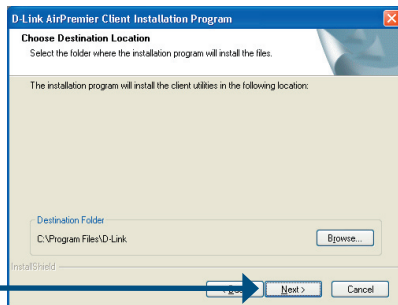 D-Link AirPremier Client Installation Program
Choose Destination Location
Select the folder where the installation program will install the files.
The installation program will install the client utilities in the following location:
Destination Folder
C:\Program Files\D-Link
Browse...
InstallShield
Next >
Cancel